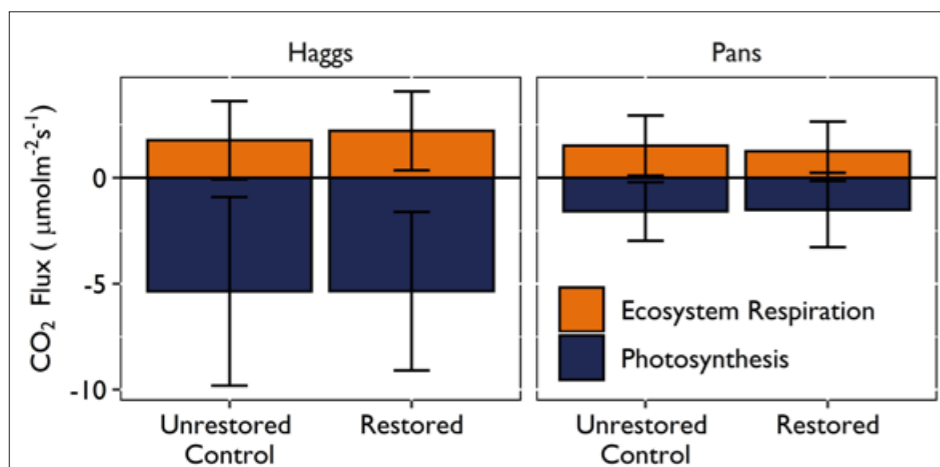 Haggs
Pans
CO₂ Flux ( μmolm⁻²s⁻¹)
0
-5
-10
Ecosystem Respiration
Photosynthesis
Unrestored
Control
Restored
Unrestored
Control
Restored